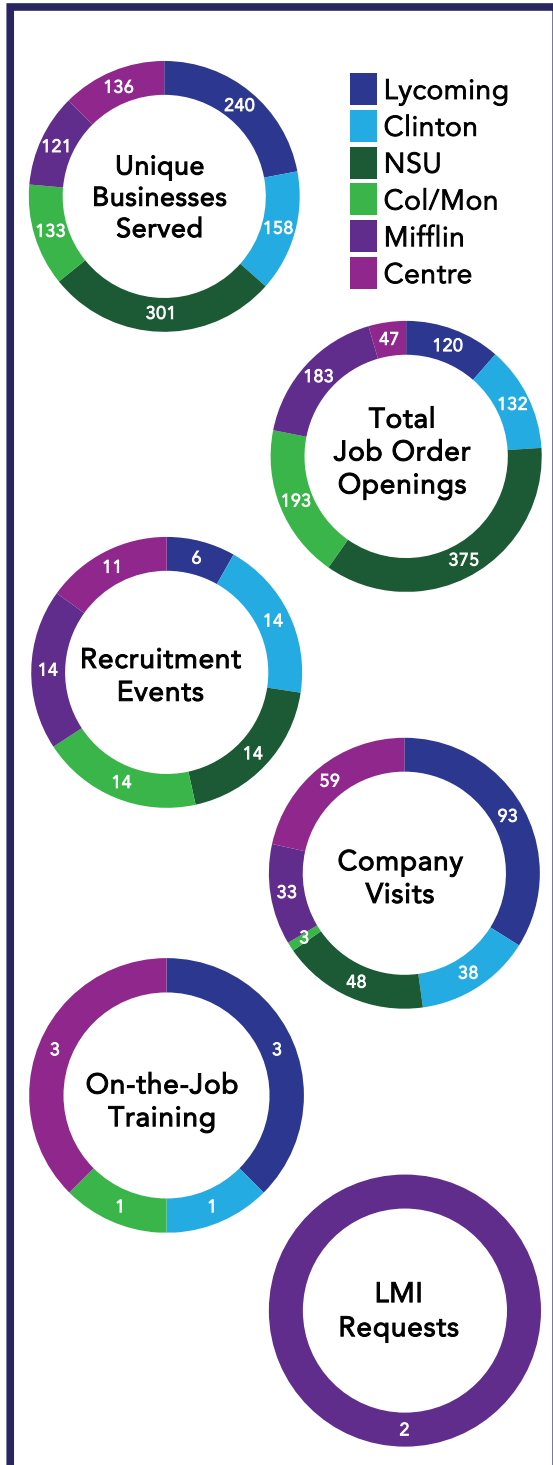 136
240
121
Unique
Businesses
Served
133
158
301
Lycoming
Clinton
NSU
Col/Mon
Mifflin
Centre
47
120
183
132
Total
Job Order
Openings
193
375
11
6
14
14
Recruitment
Events
14
14
59
93
Company
Visits
33
3
38
48
3
3
On-the-Job
Training
1
1
LMI
Requests
2